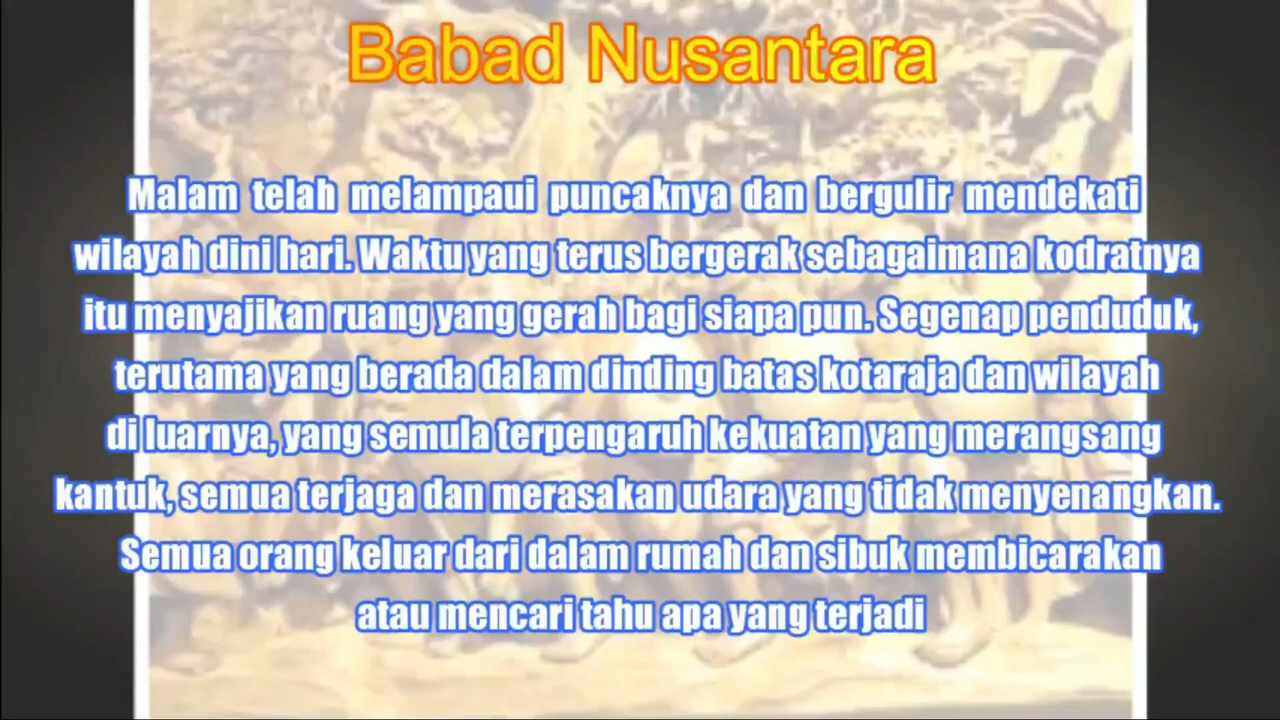 Babad Nusantara
Malam telah melampaui puncaknya dan bergulir mendekati
wilayah dini hari. Waktu yang terus bergerak sebagaimana kodratnya
itu menyajikan ruang yang gerah bagi siapa pun. Segenap penduduk,
terutama yang berada dalam dinding batas kotaraja dan wilayah
di luarnya, yang semula terpengaruh kekuatan yang merangsang
kantuk, semua terjaga dan merasakan udara yang tidak menyenangkan.
Semua orang keluar dari dalam rumah dan sibuk membicarakan
atau mencari tahu apa yang terjadi